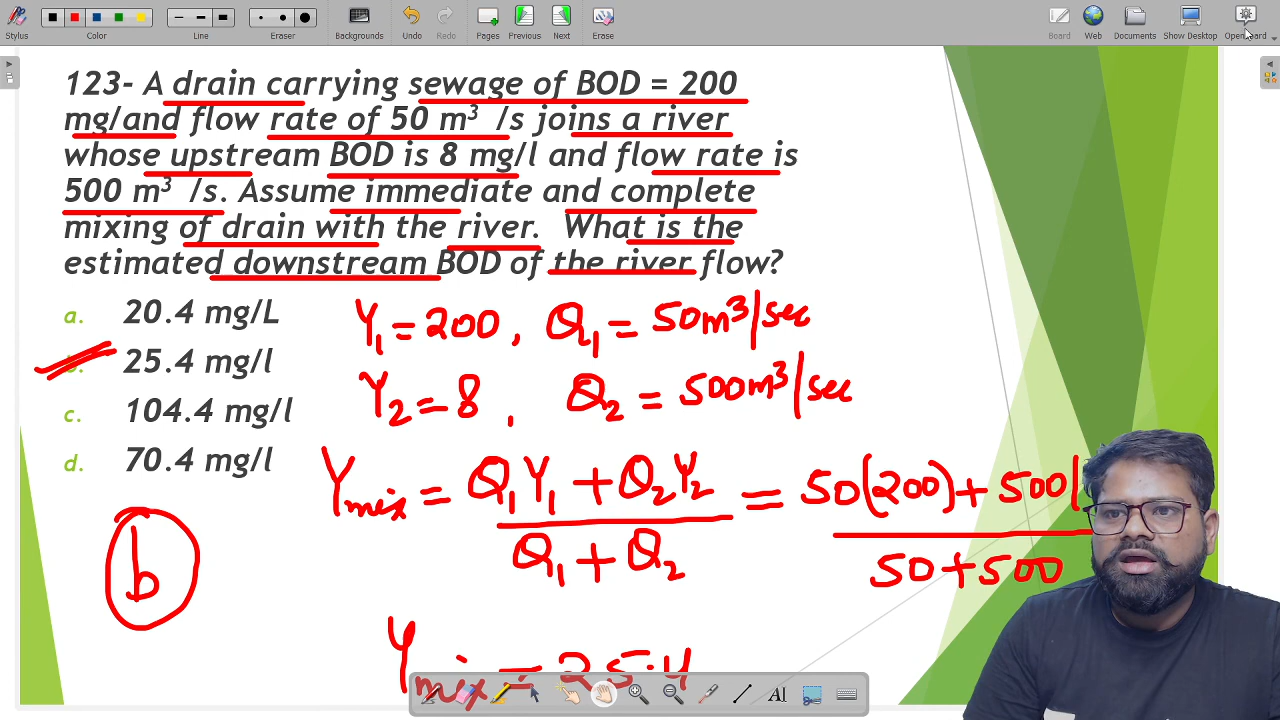 Stylus Color Line Eraser Backgrounds Undo Redo Pages Previous Next Erase Board Web Documents Show Desktop
123- A drain carrying sewage of BOD = 200
mg/and flow rate of 50 m³ /s joins a river
whose upstream BOD is 8 mg/l and flow rate is
500 m³ /s. Assume immediate and complete
mixing of drain with the river. What is the
estimated downstream BOD of the river flow?
a. 20.4 mg/L
25.4 mg/l
c. 104.4 mg/l
d. 70.4 mg/l
Y1 = 200, Q1 = 50m³/sec
Y2 = 8, Q2 = 500m³/sec
Ymix = Q1Y1 + Q2Y2 = 50(200) + 500(
Q1 + Q2 50+500
b
Ymix = 25.4